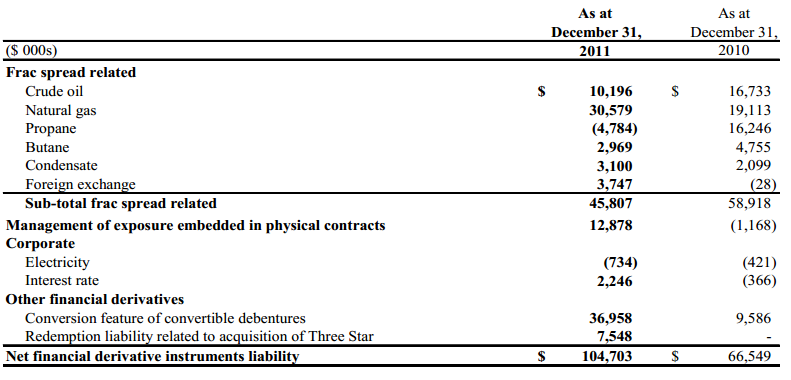 As at As at
December 31, December 31,
($ 000s) 2011 2010
Frac spread related
Crude oil $ 10,196 $ 16,733
Natural gas 30,579 19,113
Propane (4,784) 16,246
Butane 2,969 4,755
Condensate 3,100 2,099
Foreign exchange 3,747 (28)
Sub-total frac spread related 45,807 58,918
Management of exposure embedded in physical contracts 12,878 (1,168)
Corporate
Electricity (734) (421)
Interest rate 2,246 (366)
Other financial derivatives
Conversion feature of convertible debentures 36,958 9,586
Redemption liability related to acquisition of Three Star 7,548 -
Net financial derivative instruments liability $ 104,703 $ 66,549